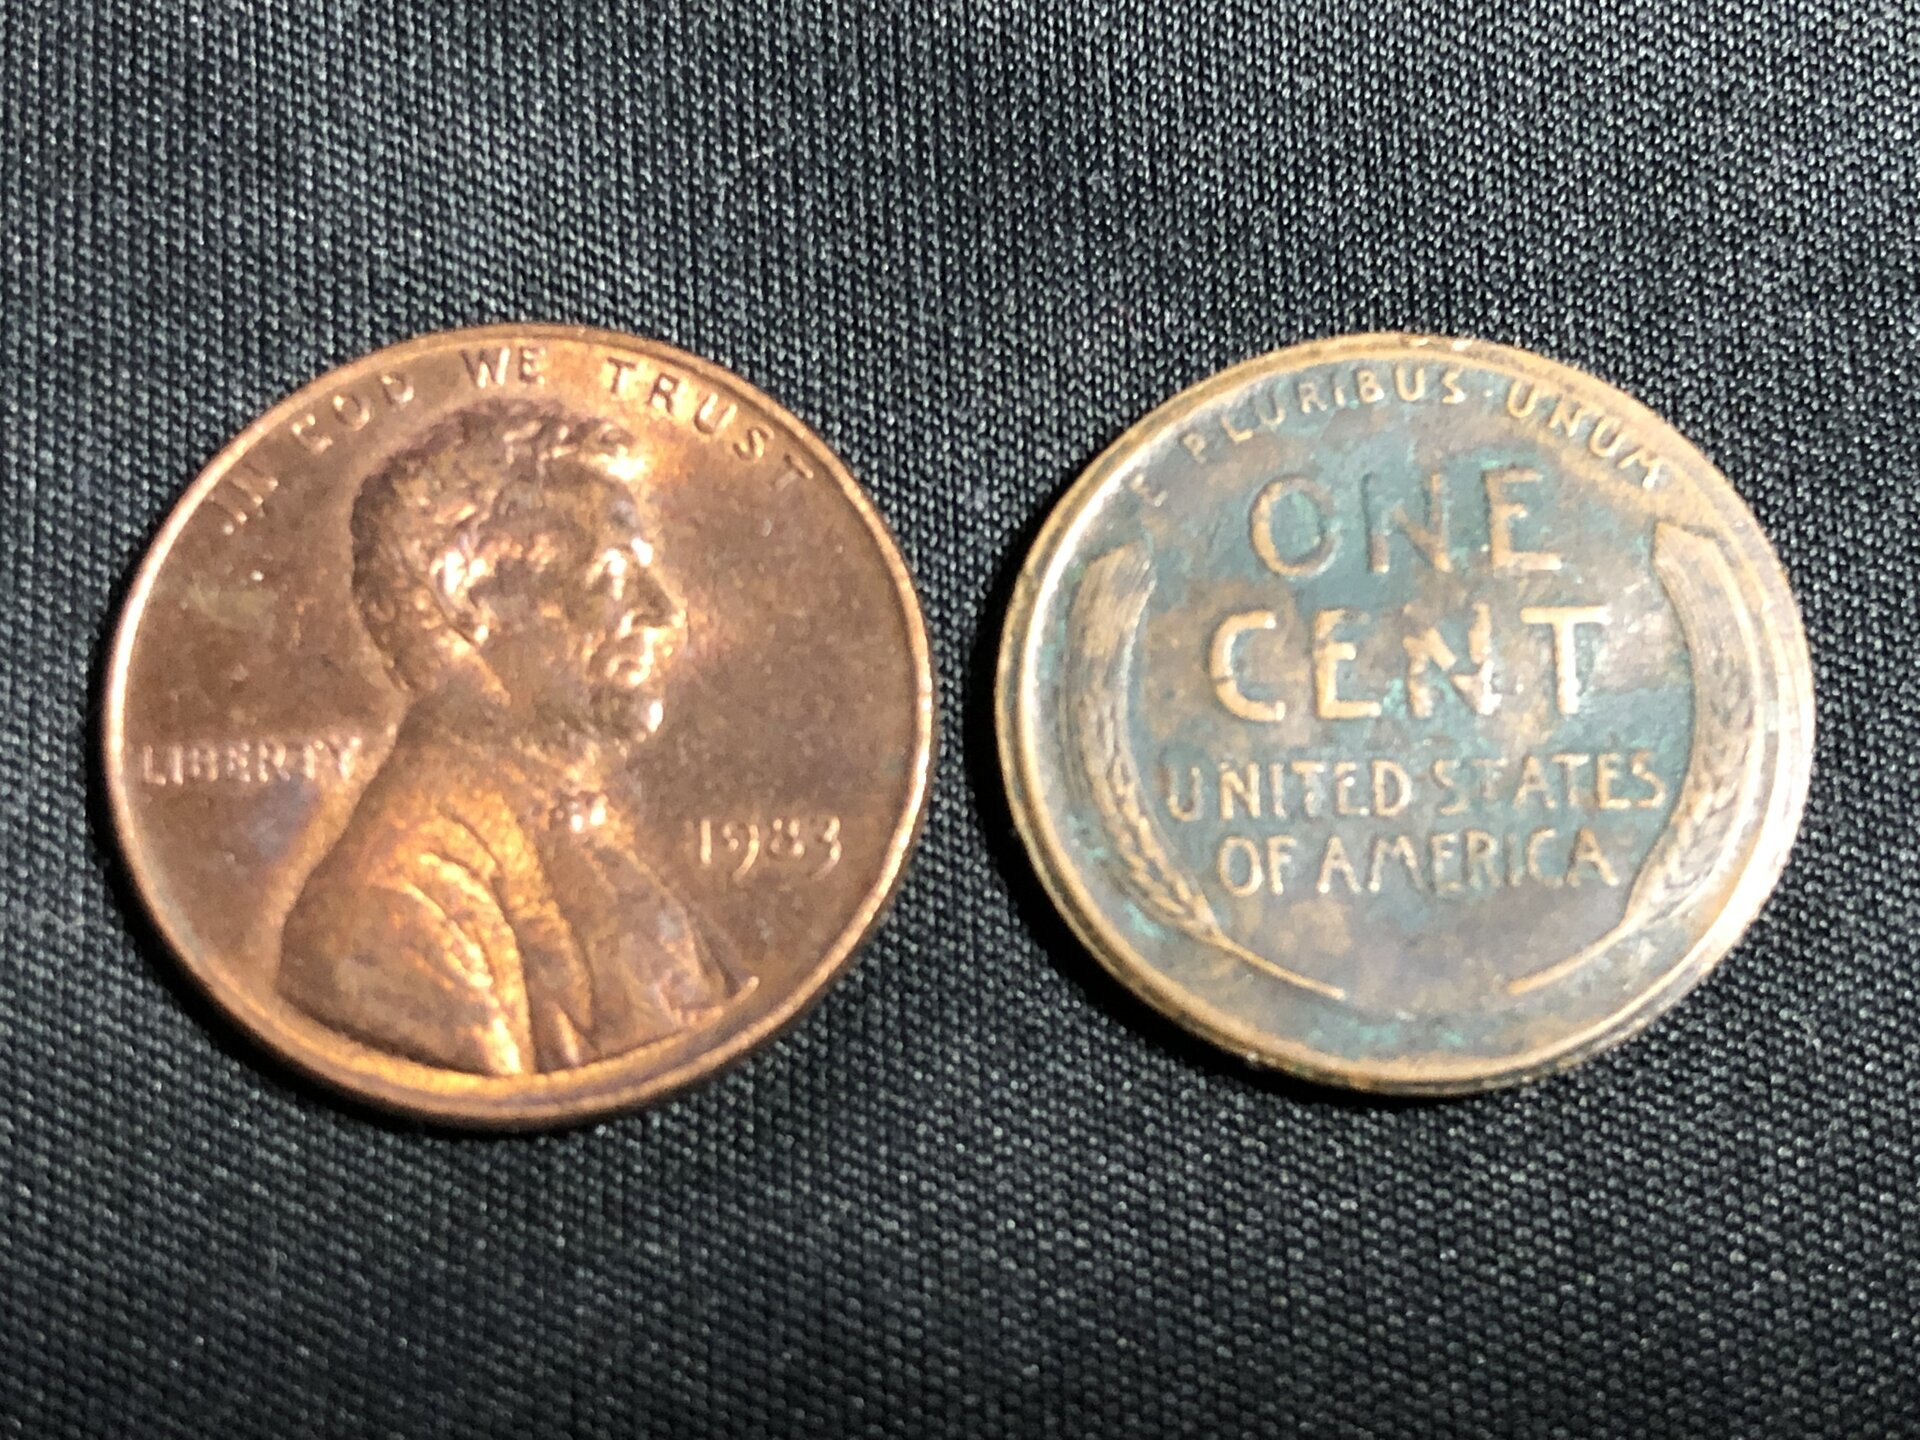 IN GOD WE TRUST
LIBERTY
1983
E·PLURIBUS·UNUM
ONE
CENT
UNITED STATES
OF AMERICA